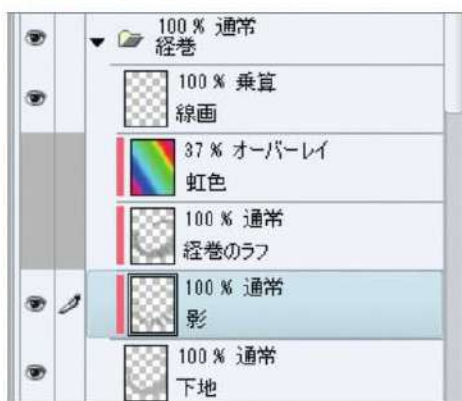 100 % 通常
経巻
100 % 乗算
線画
37 % オーバーレイ
虹色
100 % 通常
経巻のラフ
100 % 通常
影
100 % 通常
下地